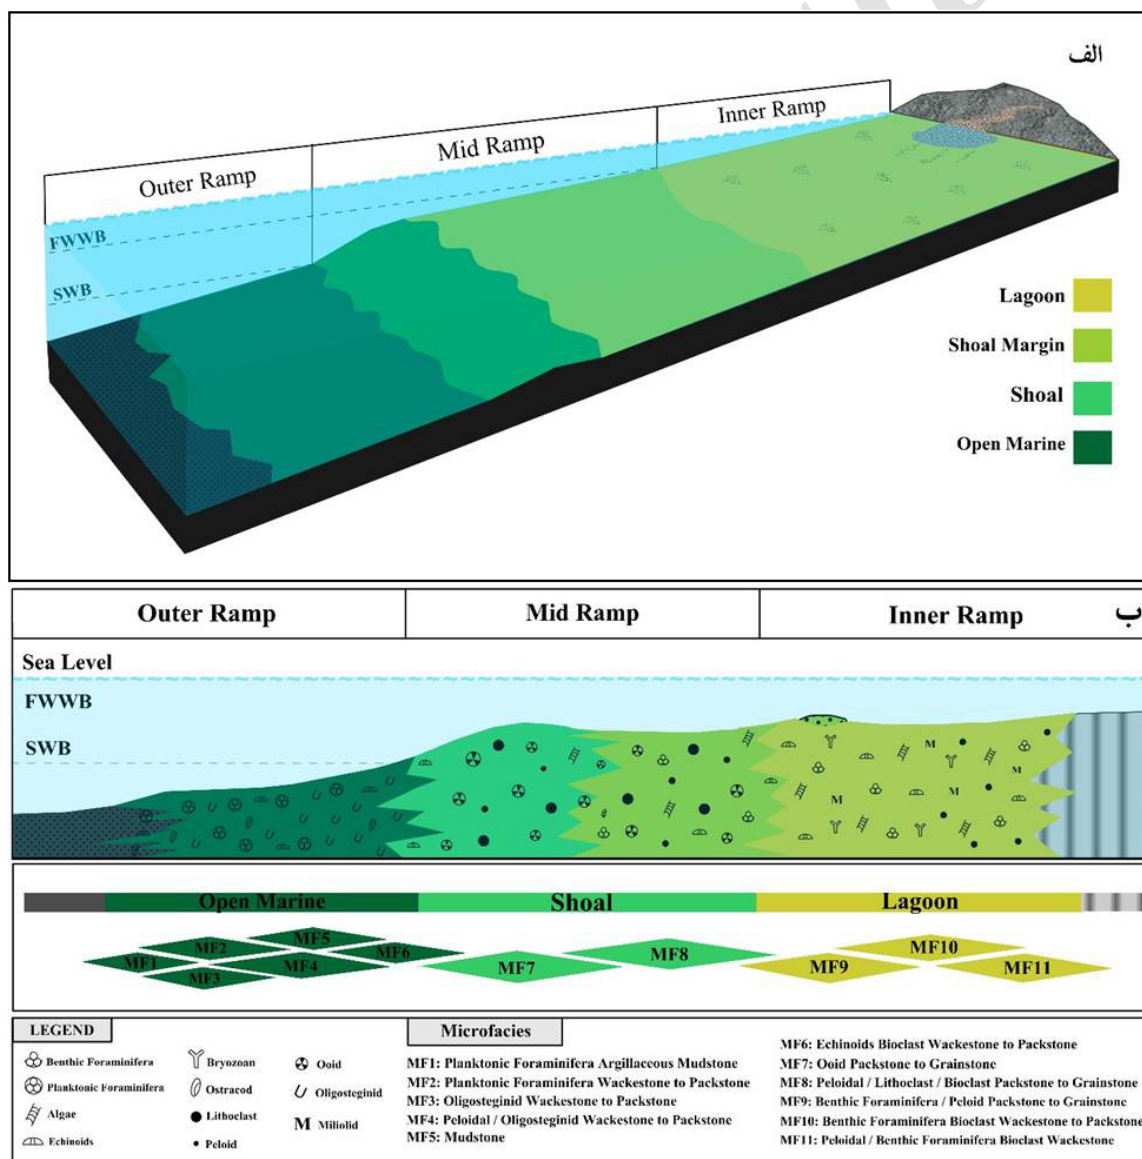 الف
Inner Ramp
Mid Ramp
Outer Ramp
FWWB
SWB
Lagoon
Shoal Margin
Shoal
Open Marine
Outer Ramp
Mid Ramp
Inner Ramp
ب
Sea Level
FWWB
SWB
M
M
M
M
Open Marine
Shoal
Lagoon
MF1
MF2
MF3
MF4
MF5
MF6
MF7
MF8
MF9
MF10
MF11
LEGEND
Benthic Foraminifera
Planktonic Foraminifera
Algae
Echinoids
Bryozoan
Ostracod
Lithoclast
Peloid
Ooid
Oligosteginid
M Miliolid
Microfacies
MF1: Planktonic Foraminifera Argillaceous Mudstone
MF2: Planktonic Foraminifera Wackestone to Packstone
MF3: Oligosteginid Wackestone to Packstone
MF4: Peloidal / Oligosteginid Wackestone to Packstone
MF5: Mudstone
MF6: Echinoids Bioclast Wackestone to Packstone
MF7: Ooid Packstone to Grainstone
MF8: Peloidal / Lithoclast / Bioclast Packstone to Grainstone
MF9: Benthic Foraminifera / Peloid Packstone to Grainstone
MF10: Benthic Foraminifera Bioclast Wackestone to Packstone
MF11: Peloidal / Benthic Foraminifera Bioclast Wackestone